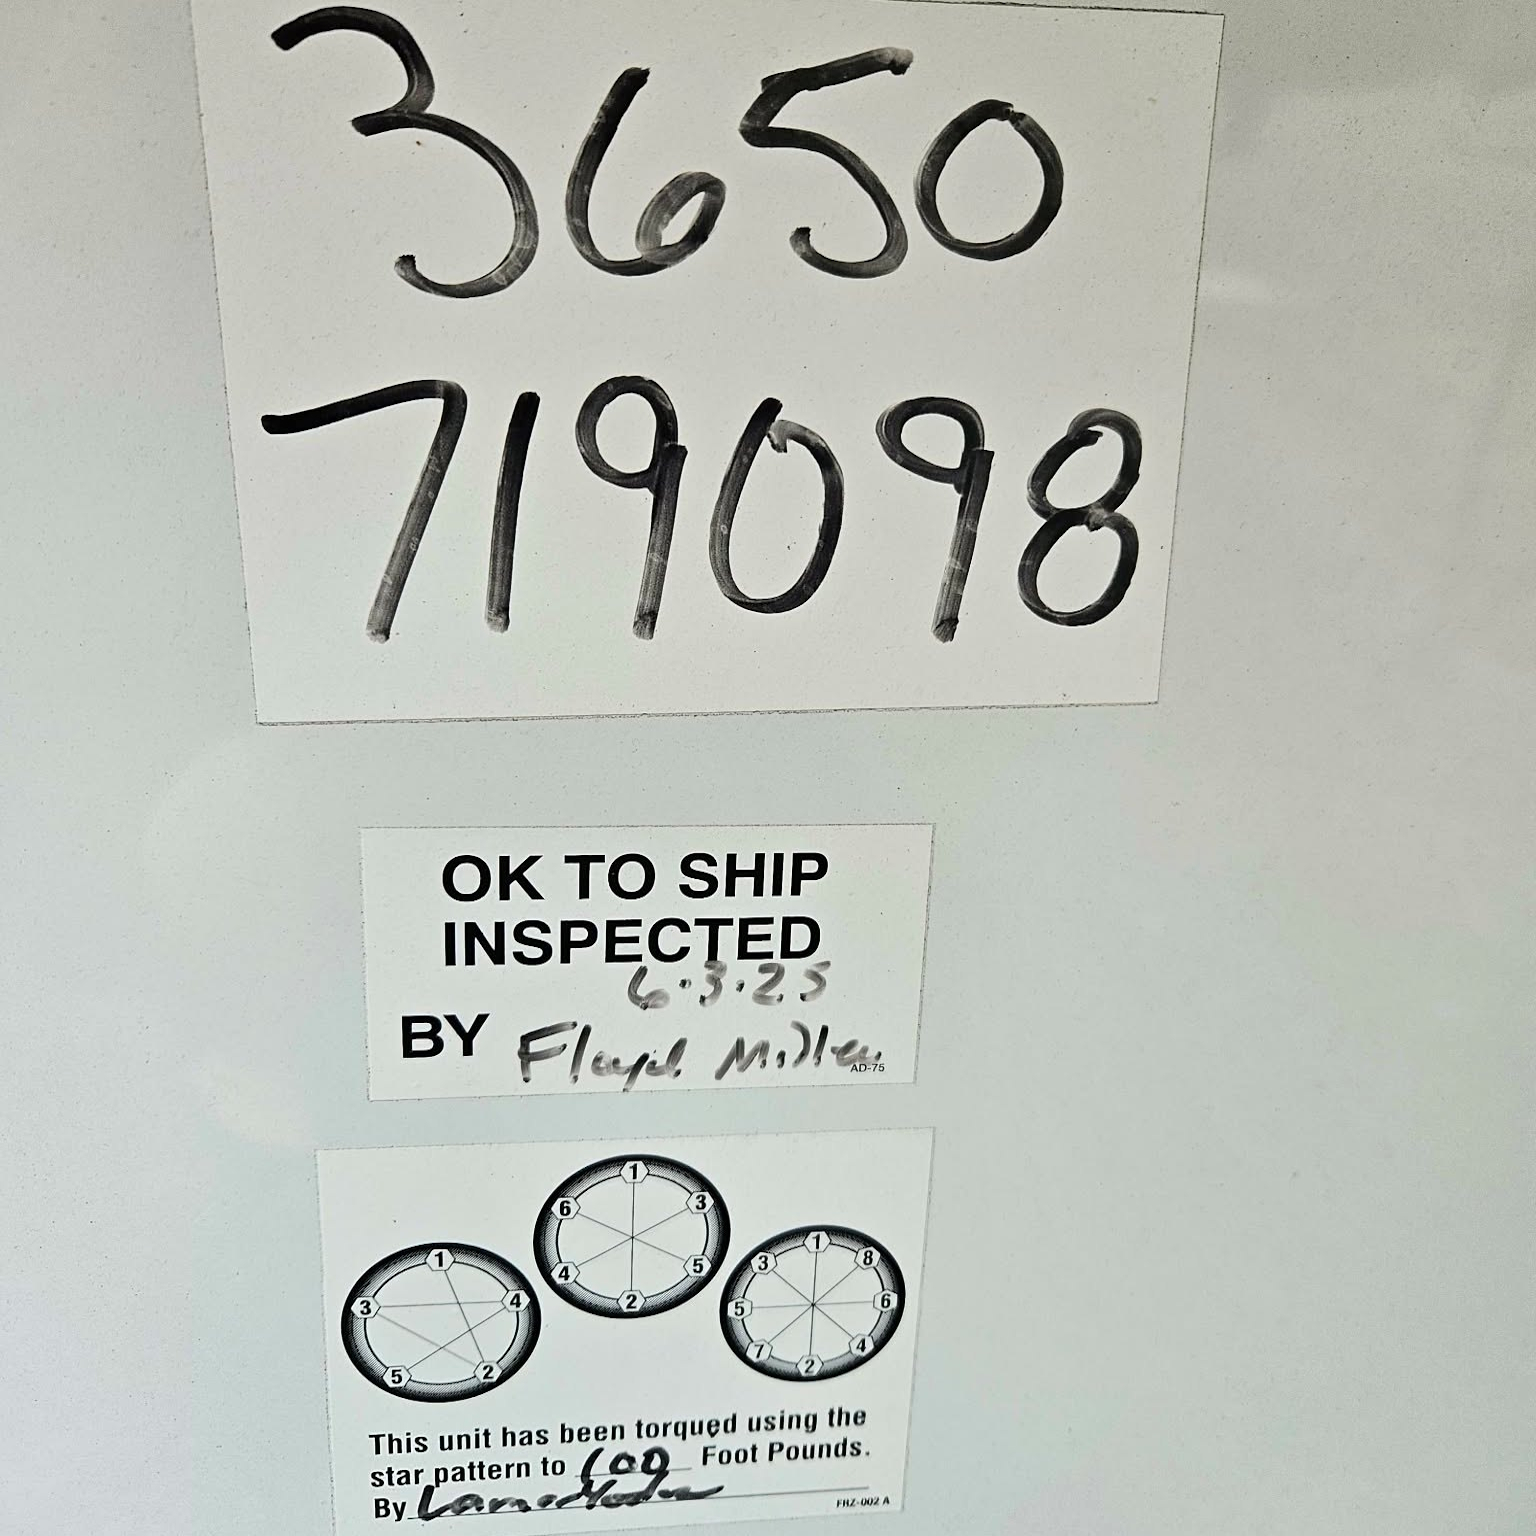 3650
719098
OK TO SHIP
INSPECTED
6.3.25
BY Floyd Miller
AD-75
1
6 3
4 5
2
1
3 4
5 2
1
3 8
5 6
7 4
2
This unit has been torqued using the
star pattern to 100 Foot Pounds.
By
FRZ-002 A